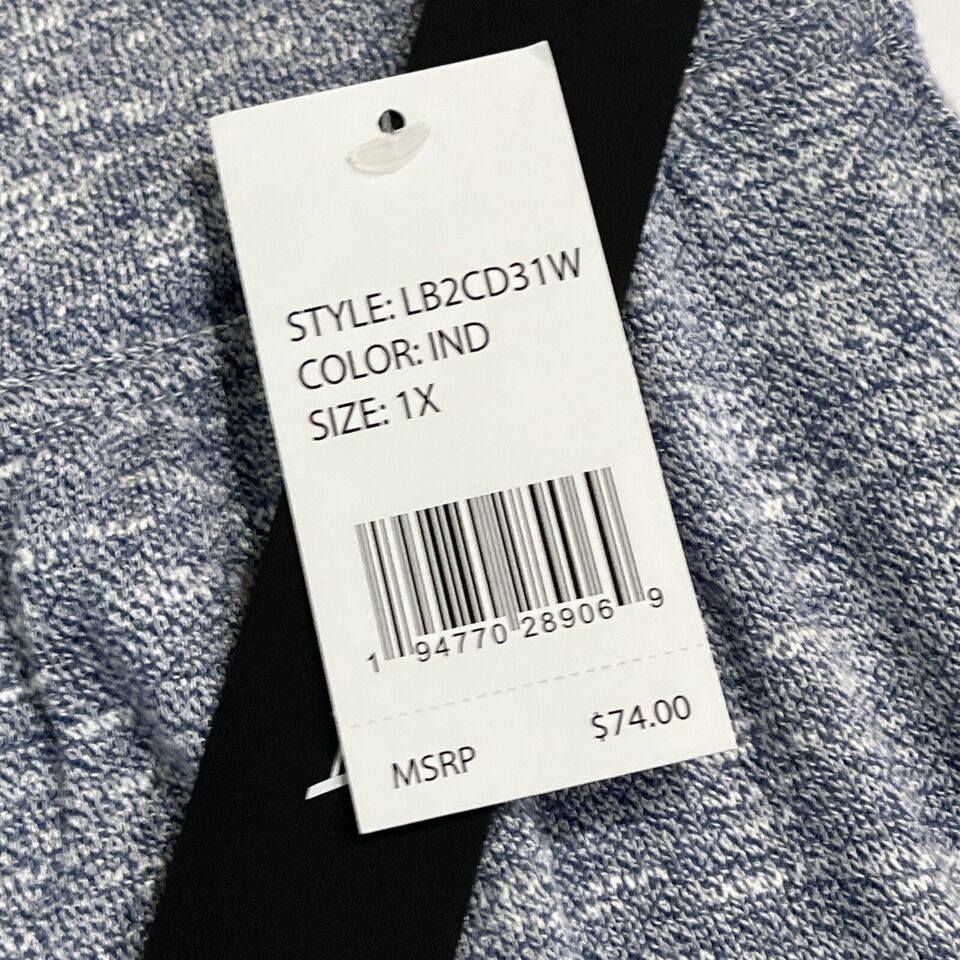 STYLE: LB2CD31W
COLOR: IND
SIZE: 1X
1 94770 28906 9
MSRP $74.00